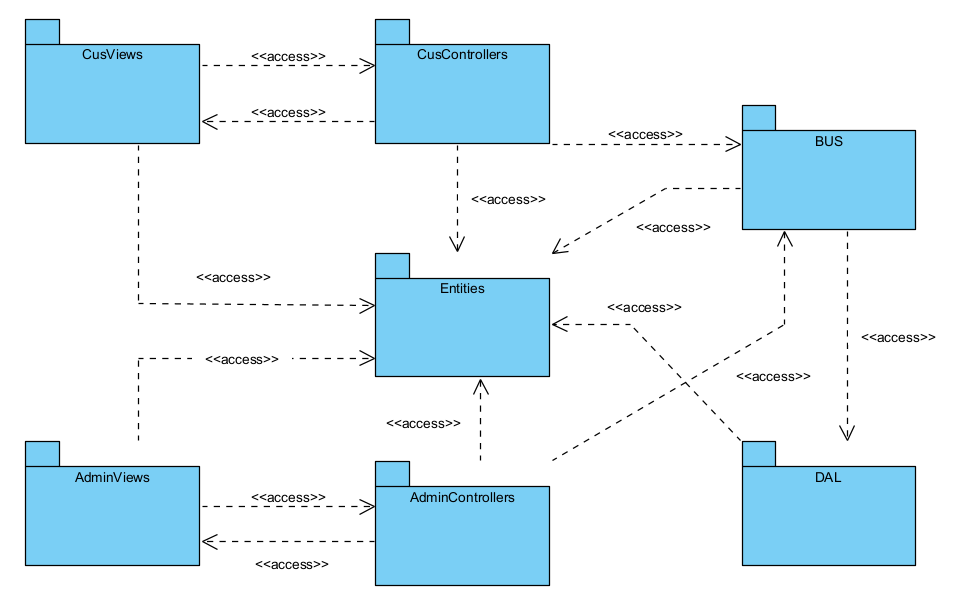 CusViews
<<access>>
CusControllers
<<access>>
<<access>>
BUS
<<access>>
<<access>>
<<access>>
Entities
<<access>>
<<access>>
<<access>>
<<access>>
<<access>>
AdminViews
<<access>>
AdminControllers
DAL
<<access>>